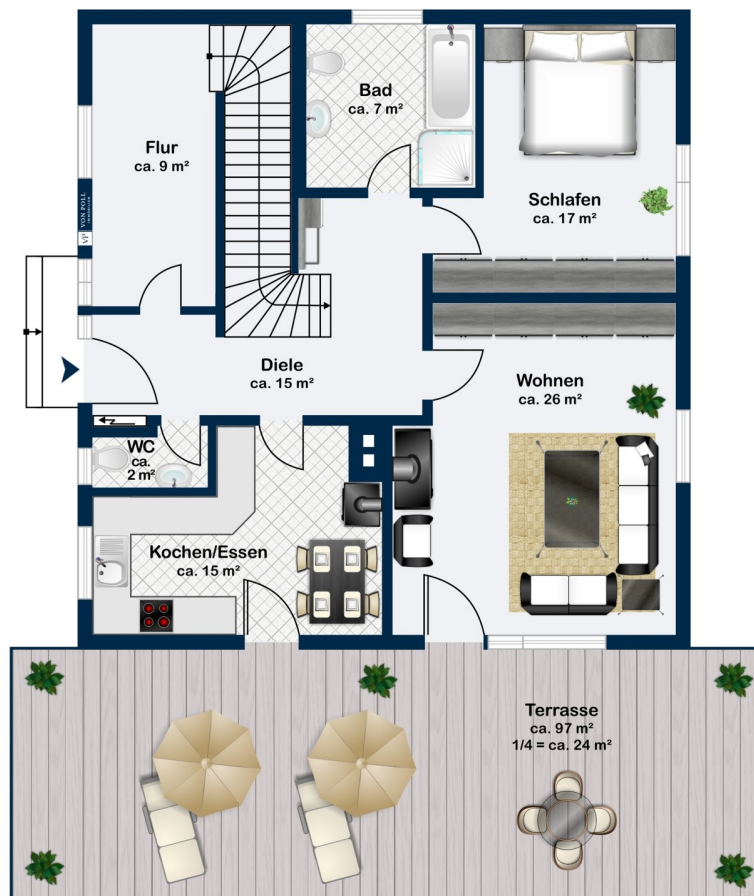 Bad
ca. 7 m²
Flur
ca. 9 m²
Schlafen
ca. 17 m²
VON POLL
IMMOBILIEN
VP
Diele
ca. 15 m²
Wohnen
ca. 26 m²
WC
ca.
2 m²
Kochen/Essen
ca. 15 m²
Terrasse
ca. 97 m²
1/4 = ca. 24 m²